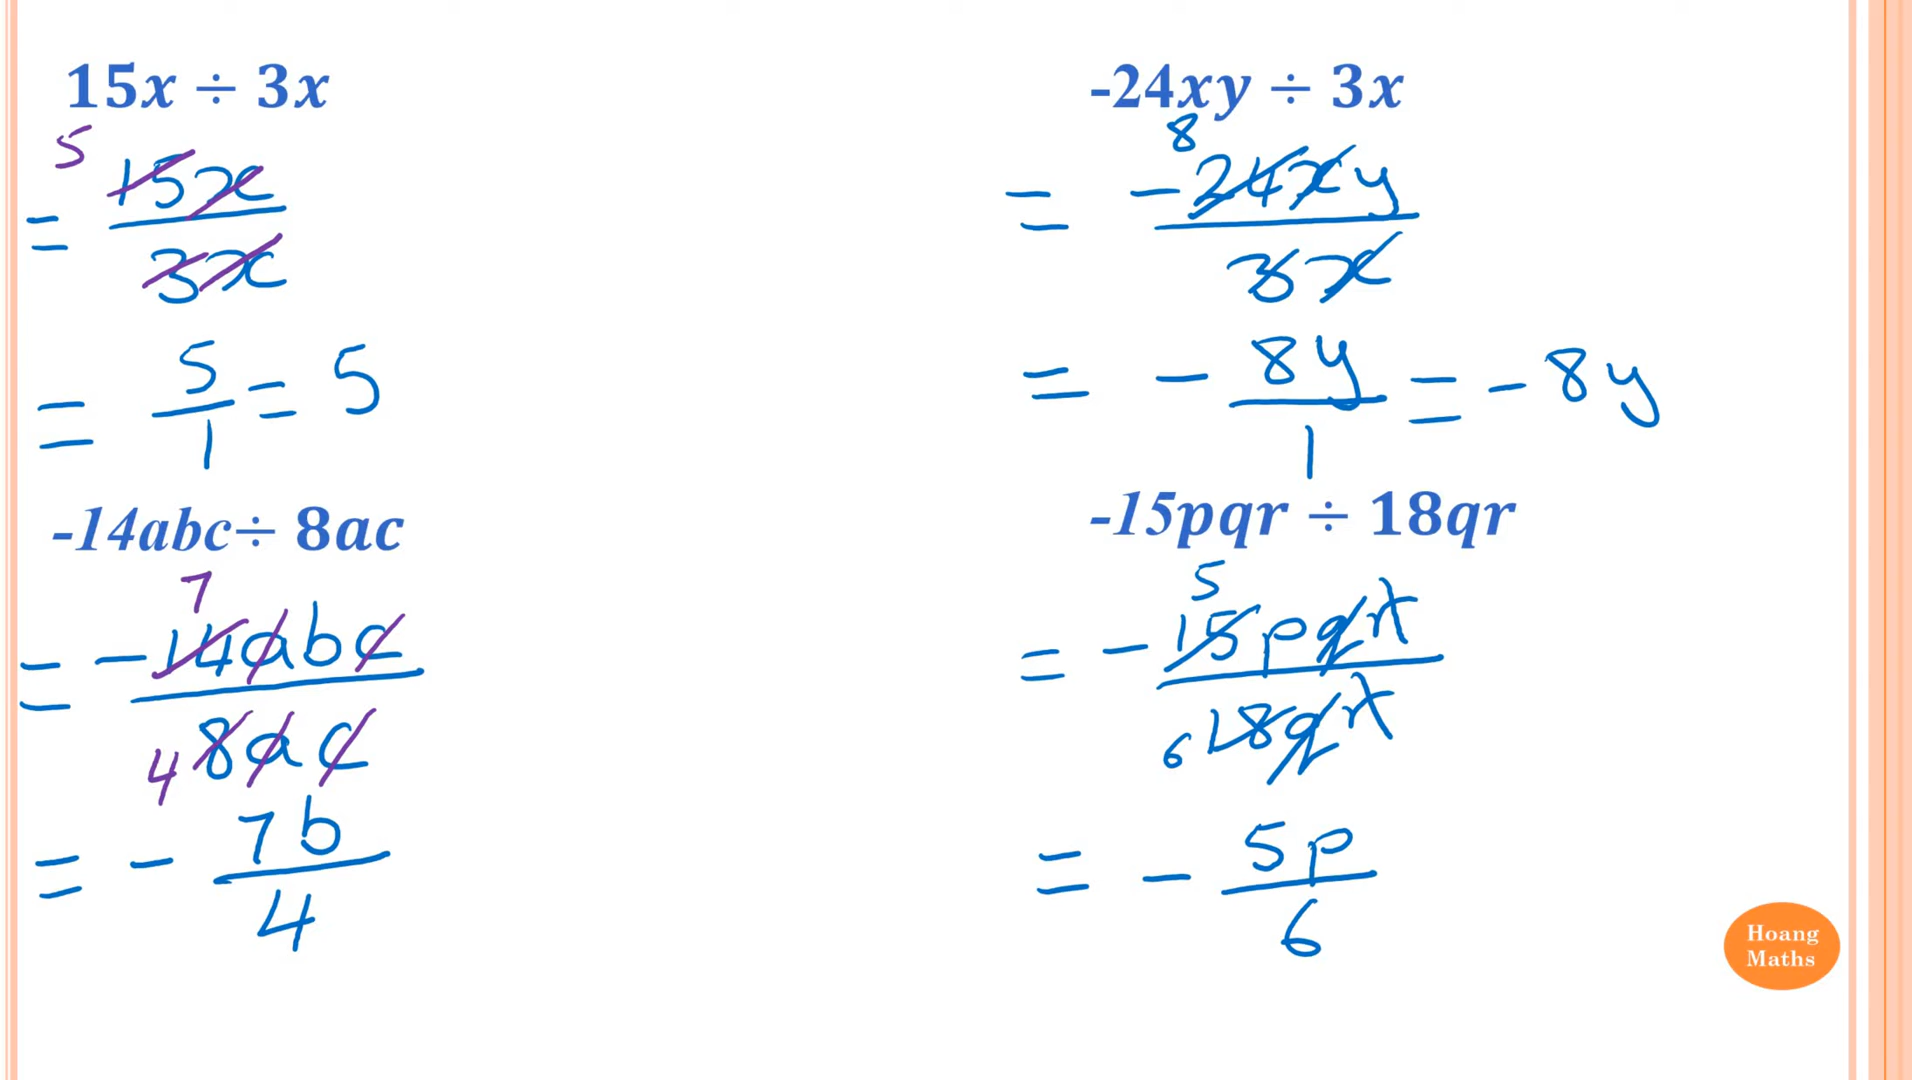 15x ÷ 3x
5
= 15x
3x
= 5/1 = 5
-14abc÷ 8ac
7
= -14abc
4 8ac
= - 7b
4
-24xy ÷ 3x
8
= -24xy
3x
= - 8y/1 = -8y
-15pqr ÷ 18qr
5
= -15pqr
6 18qr
= - 5p
6
Hoang
Maths